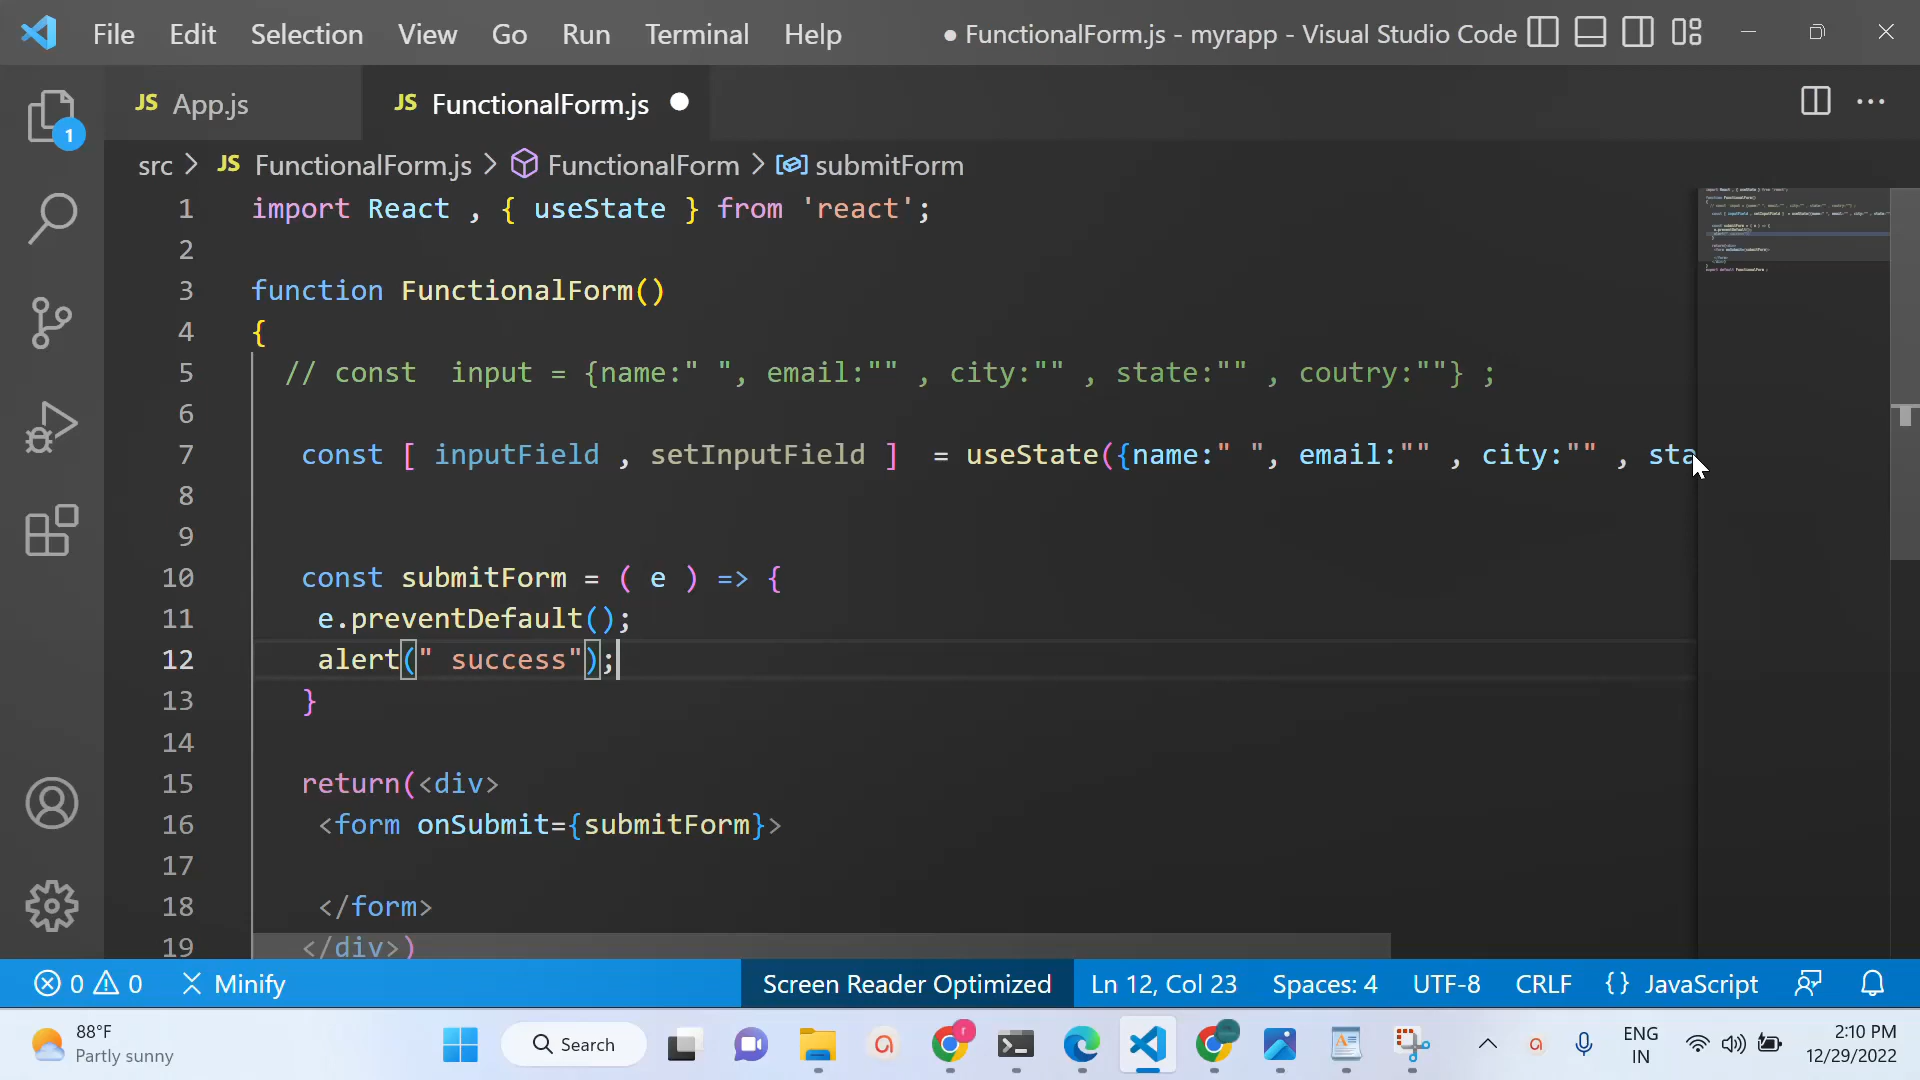 File Edit Selection View Go Run Terminal Help ● FunctionalForm.js - myrapp - Visual Studio Code
JS App.js JS FunctionalForm.js
src > JS FunctionalForm.js > FunctionalForm > submitForm
1 import React , { useState } from 'react';
2
3 function FunctionalForm()
4 {
5 // const  input = {name:" ", email:"" , city:"" , state:"" , coutry:""} ;
6
7 const [ inputField , setInputField ]  = useState({name:" ", email:"" , city:"" , sta
8
9
10 const submitForm = ( e ) => {
11 e.preventDefault();
12 alert(" success");
13 }
14
15 return(<div>
16 <form onSubmit={submitForm}>
17
18 </form>
19 </div>)
1
0 0 Minify Screen Reader Optimized Ln 12, Col 23 Spaces: 4 UTF-8 CRLF {} JavaScript
88°F
Partly sunny
Search
ENG
IN
2:10 PM
12/29/2022